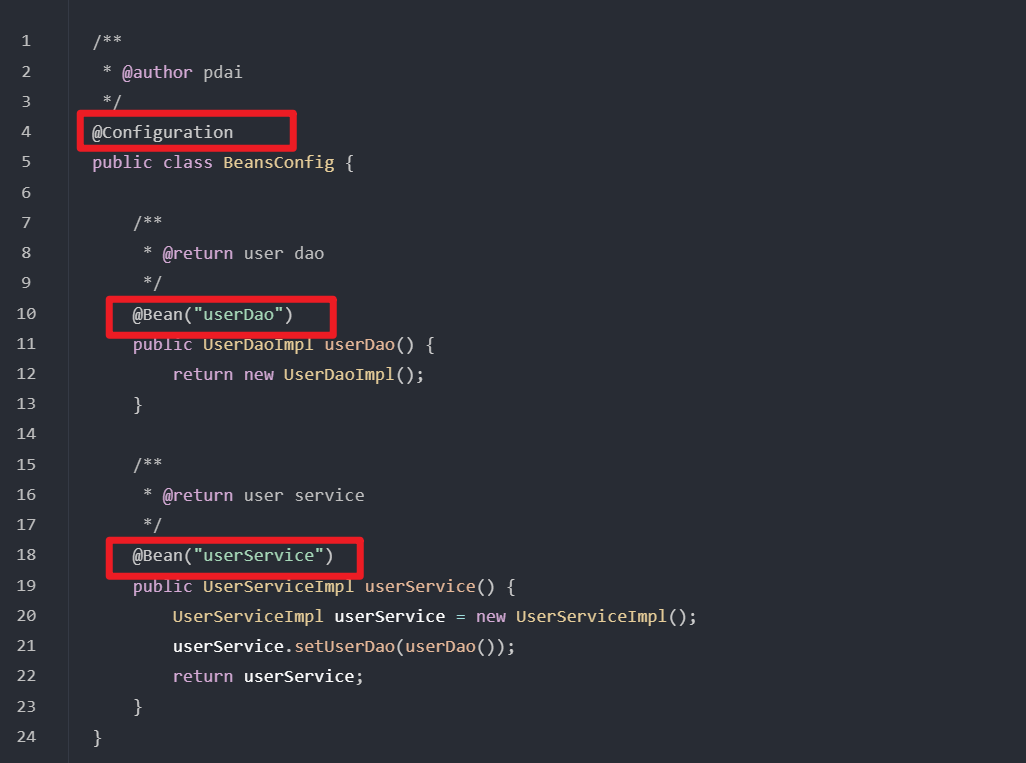 1 /**
2 * @author pdai
3 */
4 @Configuration
5 public class BeansConfig {
6
7 /**
8 * @return user dao
9 */
10 @Bean("userDao")
11 public UserDaoImpl userDao() {
12 return new UserDaoImpl();
13 }
14
15 /**
16 * @return user service
17 */
18 @Bean("userService")
19 public UserServiceImpl userService() {
20 UserServiceImpl userService = new UserServiceImpl();
21 userService.setUserDao(userDao());
22 return userService;
23 }
24 }